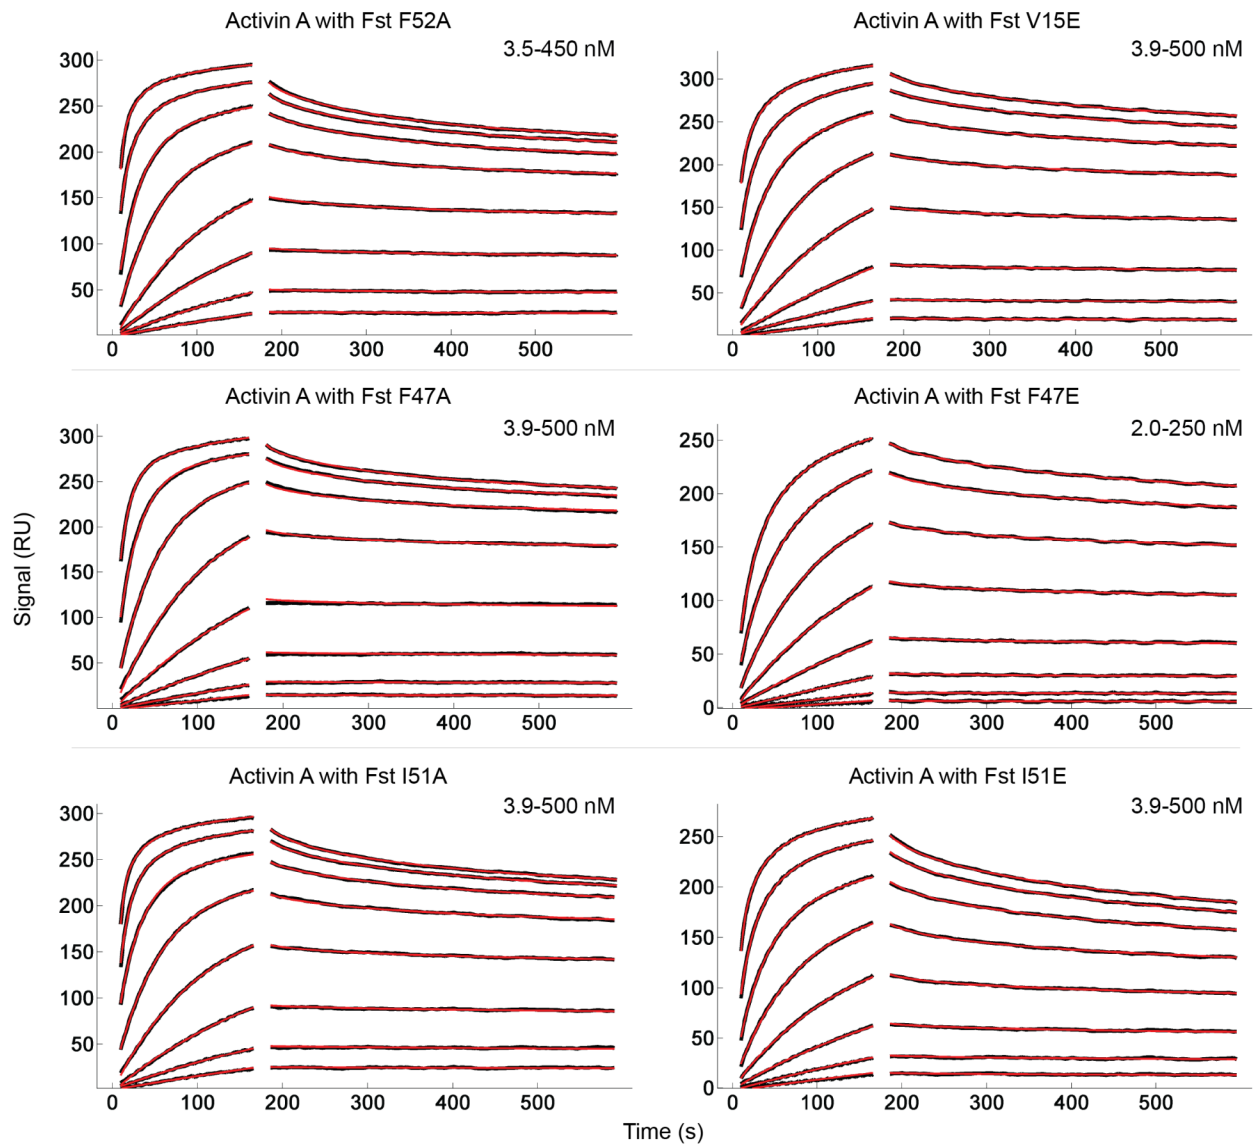 Activin A with Fst F52A
3.5-450 nM
300
250
200
150
100
50
0 100 200 300 400 500
Activin A with Fst V15E
3.9-500 nM
300
250
200
150
100
50
0 100 200 300 400 500
Activin A with Fst F47A
3.9-500 nM
300
250
200
150
100
50
0 100 200 300 400 500
Activin A with Fst F47E
2.0-250 nM
250
200
150
100
50
0
0 100 200 300 400 500
Signal (RU)
Activin A with Fst I51A
3.9-500 nM
300
250
200
150
100
50
0 100 200 300 400 500
Activin A with Fst I51E
3.9-500 nM
250
200
150
100
50
0
0 100 200 300 400 500
Time (s)